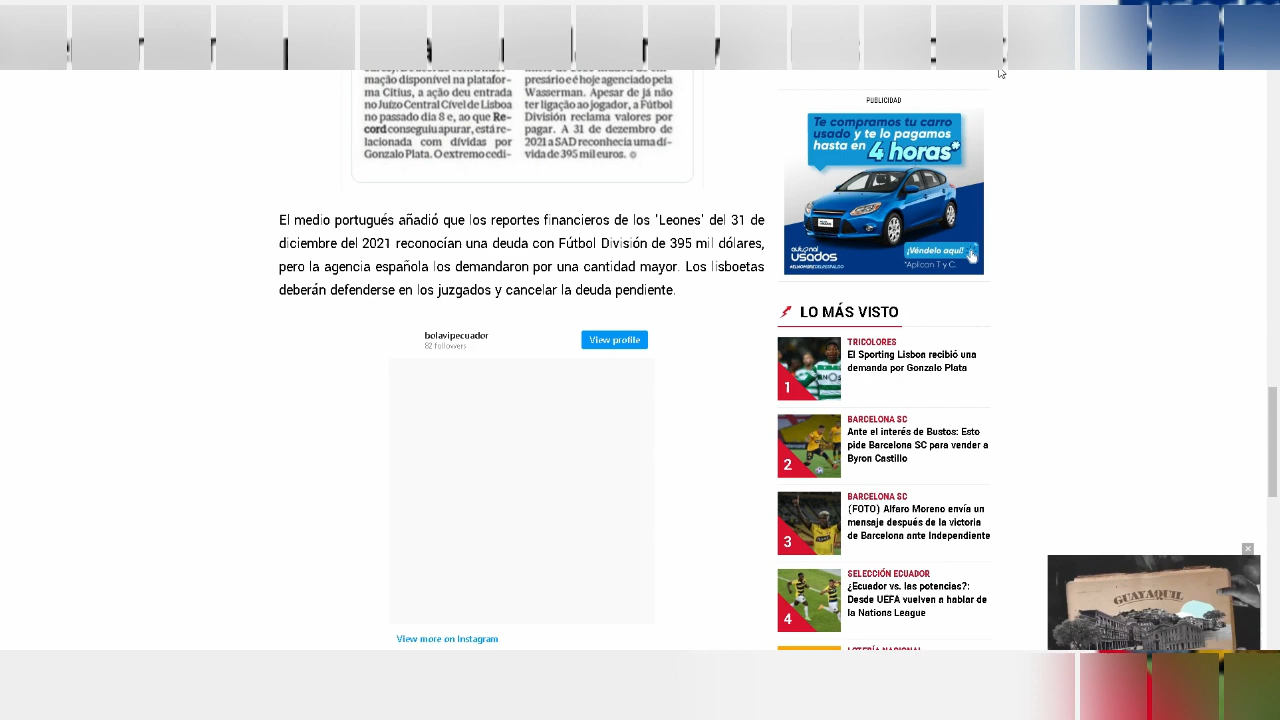 mação disponível na platafor-
ma Citius, a ação deu entrada
no Juízo Central Cível de Lisboa
no passado dia 8 e, ao que Re-
cord conseguiu apurar, está re-
lacionada com dívidas por
Gonzalo Plata. O extremo cedi-
presário e é hoje agenciado pela
Wasserman. Apesar de já não
ter ligação ao jogador, a Fútbol
División reclama valores por
pagar. A 31 de dezembro de
2021 a SAD reconhecia uma dí-
vida de 395 mil euros.
El medio portugués añadió que los reportes financieros de los 'Leones' del 31 de
diciembre del 2021 reconocían una deuda con Fútbol División de 395 mil dólares,
pero la agencia española los demandaron por una cantidad mayor. Los lisboetas
deberán defenderse en los juzgados y cancelar la deuda pendiente.
bolavipecuador
82 followers
View profile
View more on Instagram
PUBLICIDAD
Te compramos tu carro
usado y te lo pagamos
hasta en 4 horas*
autonal
usados
#ELNOMBREDELRESPALDO
¡Véndelo aquí!
*Aplican T y C.
LO MÁS VISTO
1
TRICOLORES
El Sporting Lisboa recibió una
demanda por Gonzalo Plata
2
BARCELONA SC
Ante el interés de Bustos: Esto
pide Barcelona SC para vender a
Byron Castillo
3
BARCELONA SC
(FOTO) Alfaro Moreno envía un
mensaje después de la victoria
de Barcelona ante Independiente
4
SELECCIÓN ECUADOR
¿Ecuador vs. las potencias?:
Desde UEFA vuelven a hablar de
la Nations League
LOTERÍA NACIONAL
GUAYAQUIL